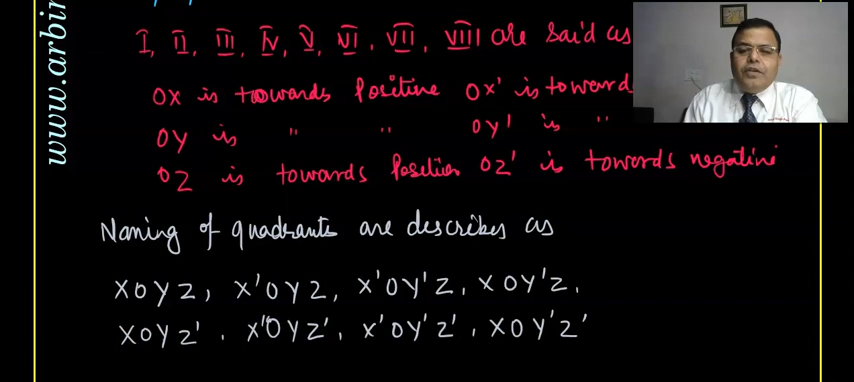 I, II, III, IV, V, VI, VII, VIII are said as
OX is towards Positive OX' is toward
OY is " " OY' is "
OZ is towards Position OZ' is towards negative
Naming of quadrants are describes as
XOYZ, X'OYZ, X'OY'Z, XOY'Z,
XOYZ', X'OYZ', X'OY'Z', XOY'Z'
www.arbin